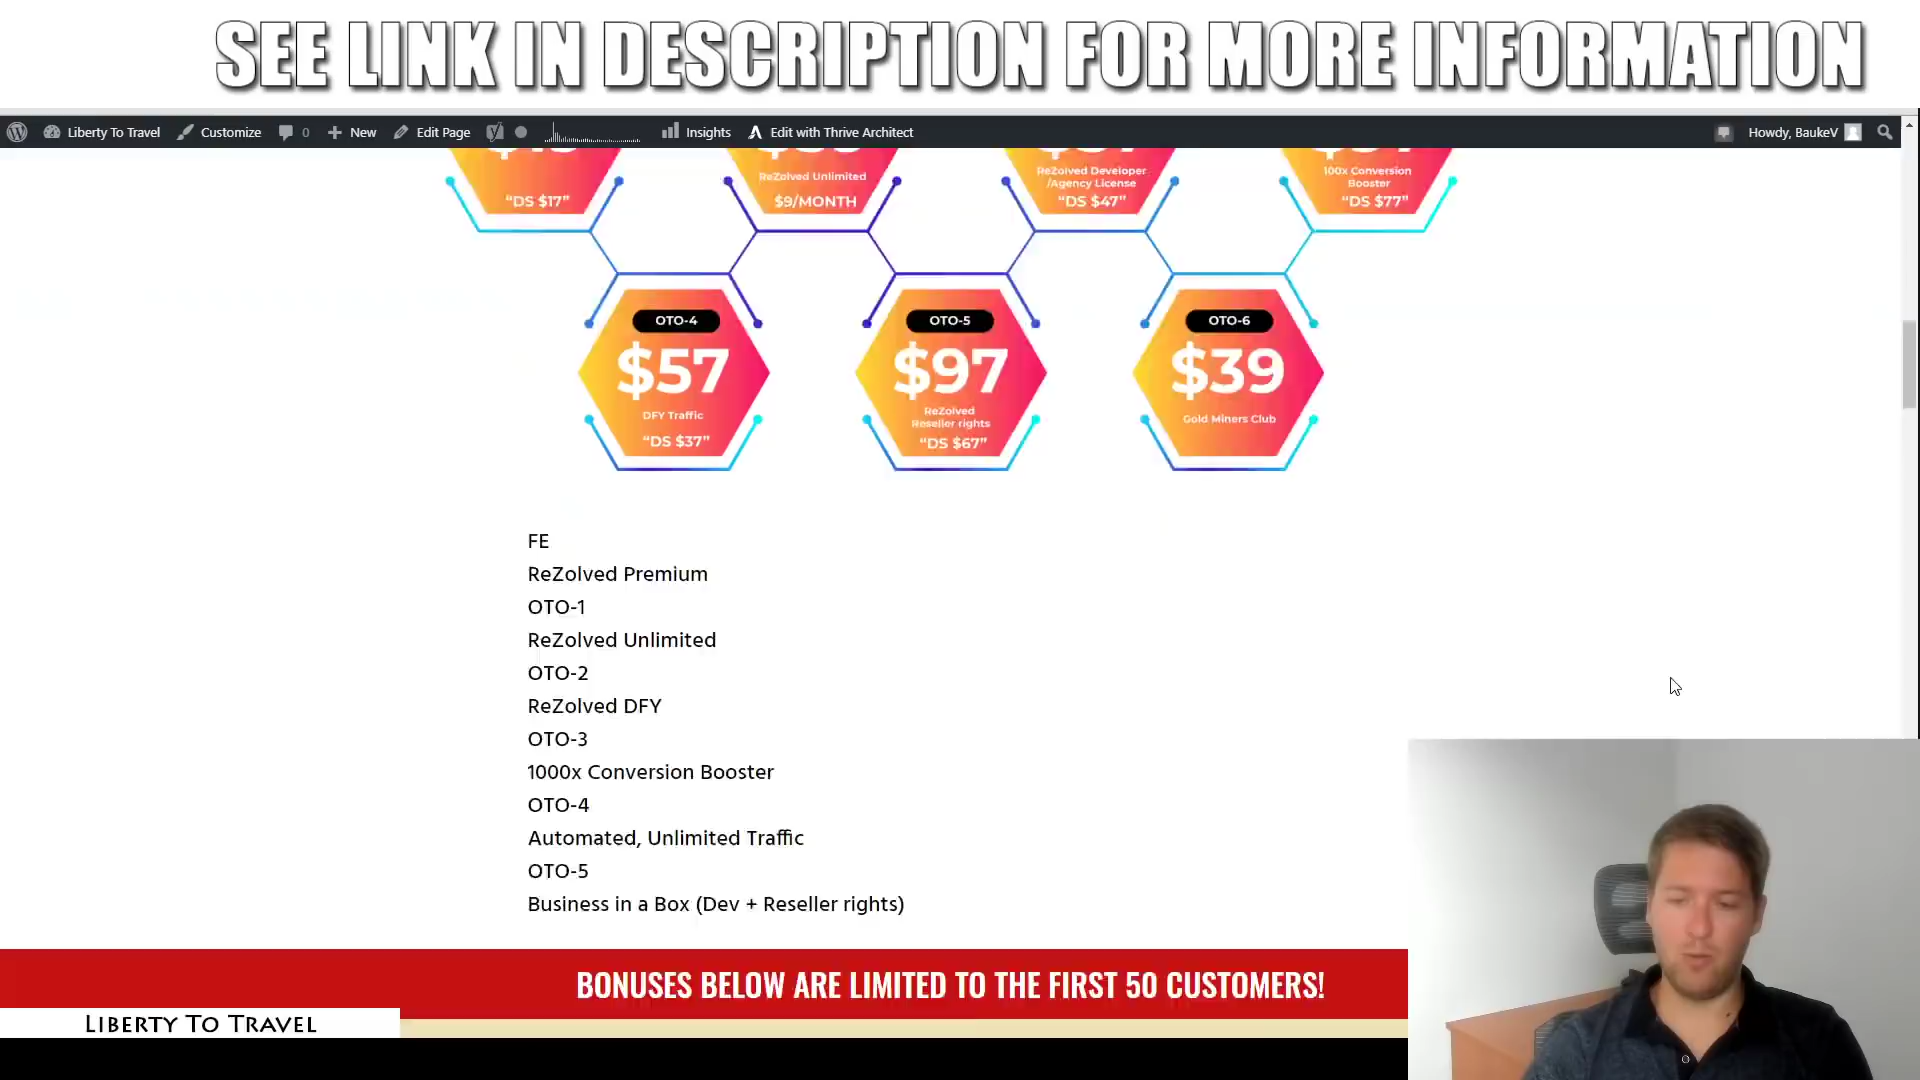 SEE LINK IN DESCRIPTION FOR MORE INFORMATION
Liberty To Travel Customize 0 New Edit Page Insights Edit with Thrive Architect Howdy, BaukeV
ReZolved Unlimited
ReZolved Developer
/Agency License
100x Conversion
Booster
"DS $17"
$9/MONTH
"DS $47"
"DS $77"
OTO-4
$57
DFY Traffic
"DS $37"
OTO-5
$97
ReZolved
Reseller rights
"DS $67"
OTO-6
$39
Gold Miners Club
FE
ReZolved Premium
OTO-1
ReZolved Unlimited
OTO-2
ReZolved DFY
OTO-3
1000x Conversion Booster
OTO-4
Automated, Unlimited Traffic
OTO-5
Business in a Box (Dev + Reseller rights)
BONUSES BELOW ARE LIMITED TO THE FIRST 50 CUSTOMERS!
LIBERTY TO TRAVEL